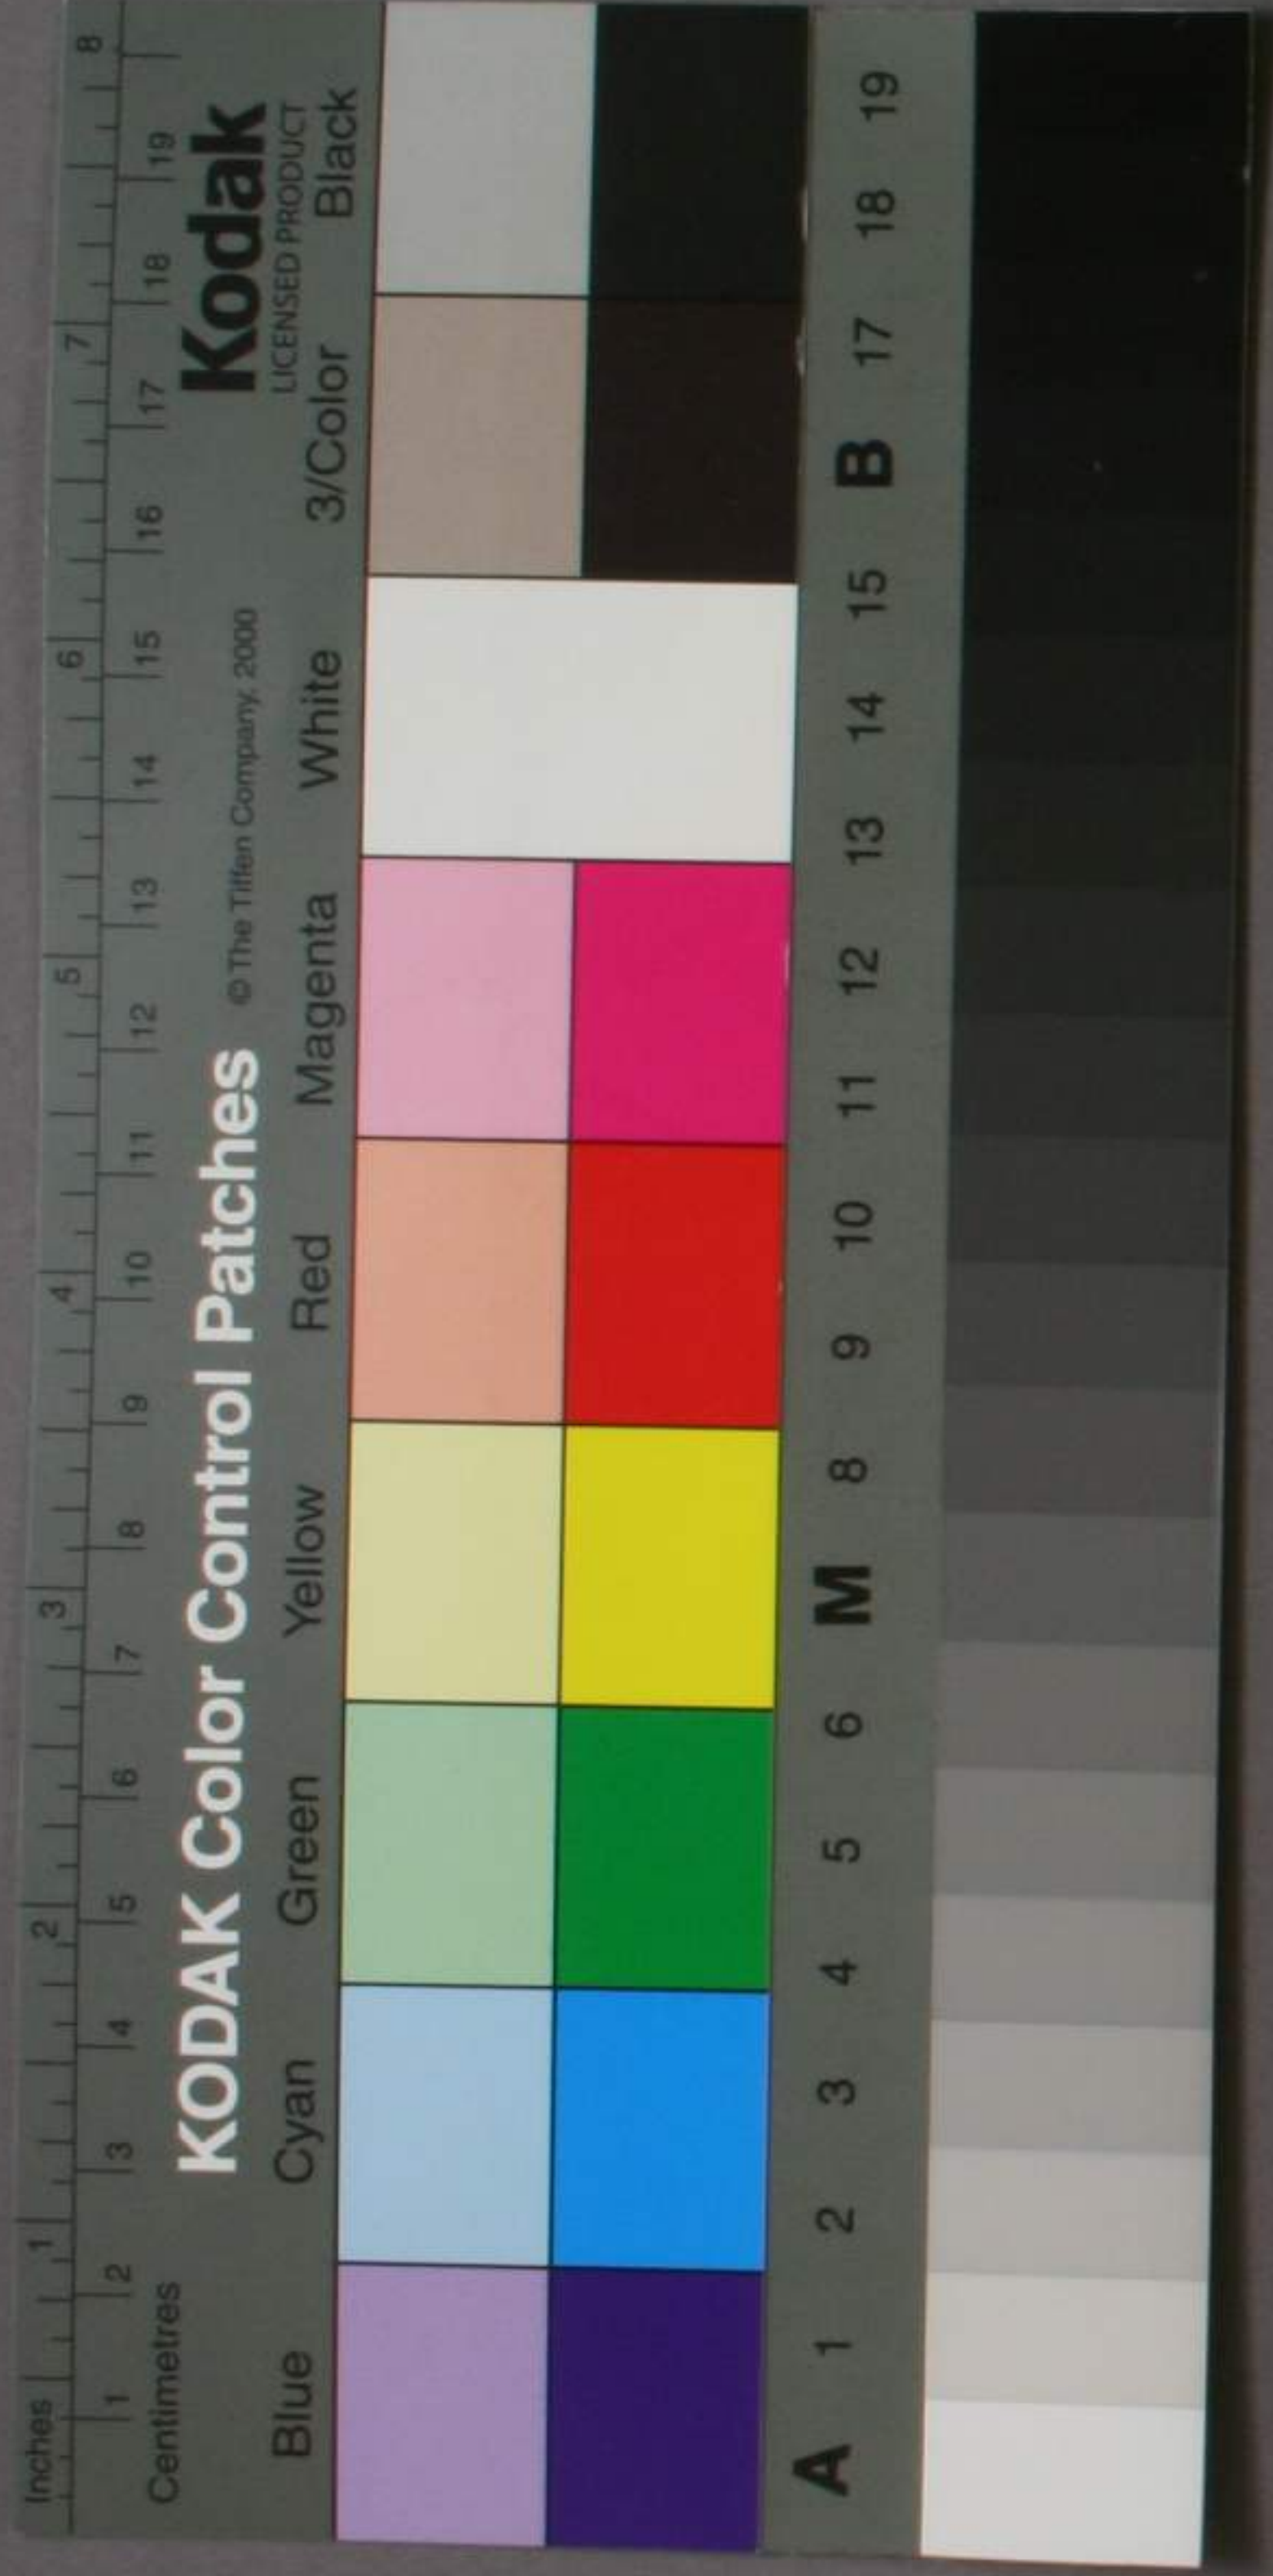 Inches 1 2 3 4 5 6 7 8
Centimetres 1 2 3 4 5 6 7 8 9 10 11 12 13 14 15 16 17 18 19
KODAK Color Control Patches © The Tiffen Company, 2000 Kodak
LICENSED PRODUCT
Blue Cyan Green Yellow Red Magenta White 3/Color Black
A 1 2 3 4 5 6 M 8 9 10 11 12 13 14 15 B 17 18 19